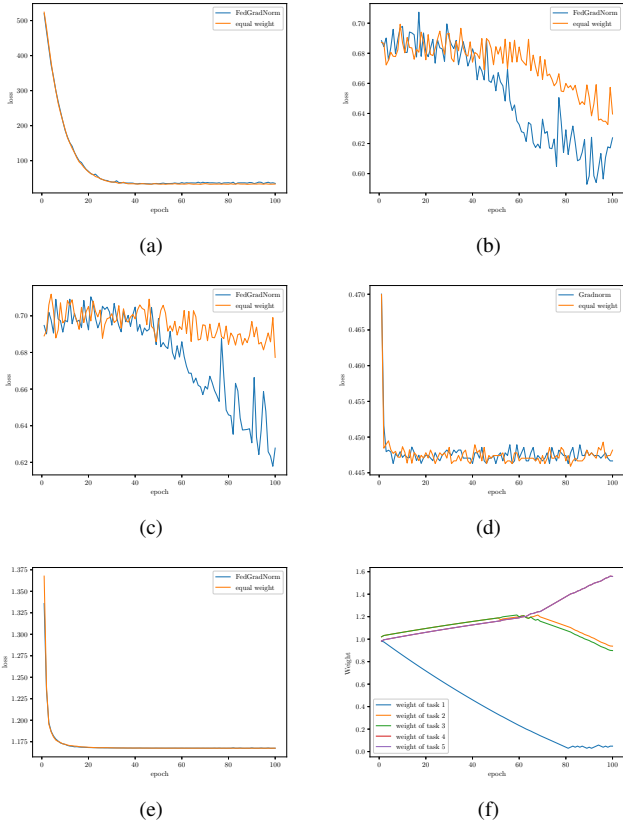 FedGradNorm
equal weight
500
400
300
200
100
loss
0
20
40
60
80
100
epoch
(a)
FedGradNorm
equal weight
0.70
0.68
0.66
0.64
0.62
0.60
loss
0
20
40
60
80
100
epoch
(b)
FedGradNorm
equal weight
0.70
0.68
0.66
0.64
0.62
loss
0
20
40
60
80
100
epoch
(c)
Gradnorm
equal weight
0.470
0.465
0.460
0.455
0.450
0.445
loss
0
20
40
60
80
100
epoch
(d)
FedGradNorm
equal weight
1.375
1.350
1.325
1.300
1.275
1.250
1.225
1.200
1.175
loss
0
20
40
60
80
100
epoch
(e)
1.6
1.4
1.2
1.0
0.8
0.6
0.4
0.2
0.0
Weight
weight of task 1
weight of task 2
weight of task 3
weight of task 4
weight of task 5
0
20
40
60
80
100
epoch
(f)